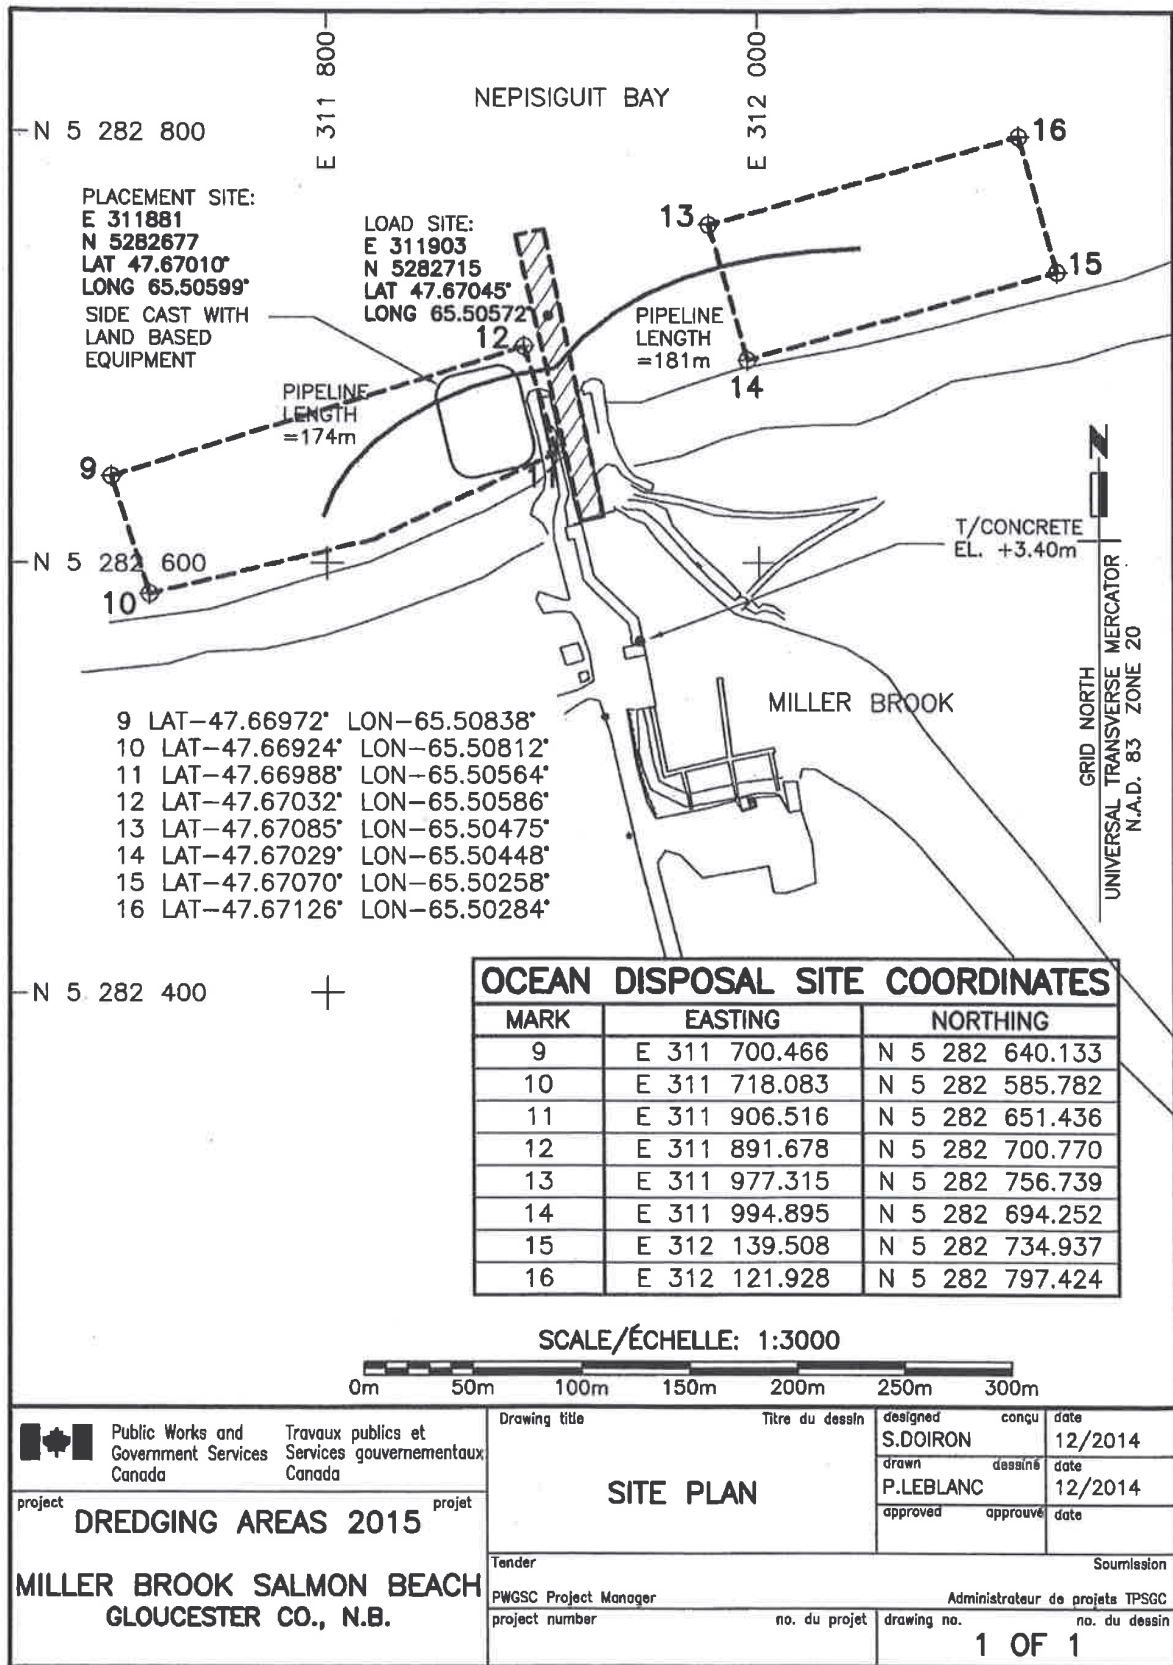 E 311 800
E 312 000
NEPISIGUIT BAY
N 5 282 800
16
PLACEMENT SITE:
E 311881
N 5282677
LAT 47.67010°
LONG 65.50599°
SIDE CAST WITH
LAND BASED
EQUIPMENT
LOAD SITE:
E 311903
N 5282715
LAT 47.67045°
LONG 65.50572°
13
15
12
PIPELINE
LENGTH
=181m
14
PIPELINE
LENGTH
=174m
9
N
T/CONCRETE
EL. +3.40m
N 5 282 600
10
GRID NORTH
UNIVERSAL TRANSVERSE MERCATOR
N.A.D. 83 ZONE 20
MILLER BROOK
9 LAT-47.66972° LON-65.50838°
10 LAT-47.66924° LON-65.50812°
11 LAT-47.66988° LON-65.50564°
12 LAT-47.67032° LON-65.50586°
13 LAT-47.67085° LON-65.50475°
14 LAT-47.67029° LON-65.50448°
15 LAT-47.67070° LON-65.50258°
16 LAT-47.67126° LON-65.50284°
N 5 282 400
OCEAN DISPOSAL SITE COORDINATES
MARK EASTING NORTHING
9 E 311 700.466 N 5 282 640.133
10 E 311 718.083 N 5 282 585.782
11 E 311 906.516 N 5 282 651.436
12 E 311 891.678 N 5 282 700.770
13 E 311 977.315 N 5 282 756.739
14 E 311 994.895 N 5 282 694.252
15 E 312 139.508 N 5 282 734.937
16 E 312 121.928 N 5 282 797.424
SCALE/ÉCHELLE: 1:3000
0m 50m 100m 150m 200m 250m 300m
Public Works and
Government Services
Canada
Travaux publics et
Services gouvernementaux
Canada
project projet
DREDGING AREAS 2015
MILLER BROOK SALMON BEACH
GLOUCESTER CO., N.B.
Drawing title Titre du dessin
SITE PLAN
designed conçu date
S.DOIRON 12/2014
drawn dessiné date
P.LEBLANC 12/2014
approved approuvé date
Tender Soumission
PWGSC Project Manager Administrateur de projets TPSGC
project number no. du projet
drawing no. no. du dessin
1 OF 1